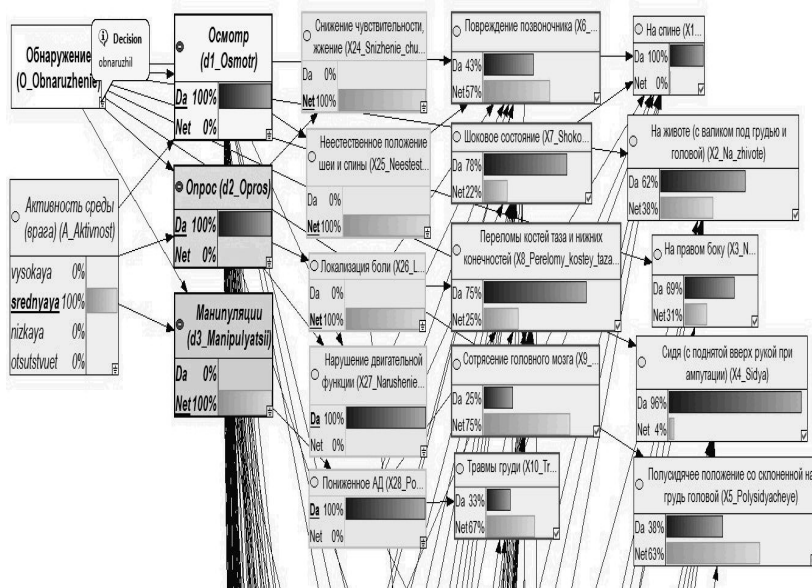 Обнаружение
(O_Obnaruzhenie)
Decision
obnaruzhil
Активность среды
(врага) (A_Aktivnost)
vysokaya 0%
srednyaya 100%
nizkaya 0%
otsutstvuet 0%
Осмотр
(d1_Osmotr)
Da 100%
Net 0%
Опрос (d2_Opros)
Da 100%
Net 0%
Манипуляции
(d3_Manipulyatsii)
Da 0%
Net 100%
Снижение чувствительности,
жжение (X24_Snizhenie_chu...
Da 0%
Net 100%
Неестественное положение
шеи и спины (X25_Neestest...
Da 0%
Net 100%
Локализация боли (X26_L...
Da 0%
Net 100%
Нарушение двигательной
функции (X27_Narushenie...
Da 100%
Net 0%
Пониженное АД (X28_Po...
Da 100%
Net 0%
Повреждение позвоночника (X6_...
Da 43%
Net 57%
Шоковое состояние (X7_Shoko...
Da 78%
Net 22%
Переломы костей таза и нижних
конечностей (X8_Perelomy_kostey_taza...
Da 75%
Net 25%
Сотрясение головного мозга (X9_...
Da 25%
Net 75%
Травмы груди (X10_Tr...
Da 33%
Net 67%
На спине (X1...
Da 100%
Net 0%
На животе (с валиком под грудью и
головой) (X2_Na_zhivote)
Da 62%
Net 38%
На правом боку (X3_N...
Da 69%
Net 31%
Сидя (с поднятой вверх рукой при
ампутации) (X4_Sidya)
Da 96%
Net 4%
Полусидячее положение со склоненной на
грудь головой (X5_Polysidyacheye)
Da 38%
Net 63%